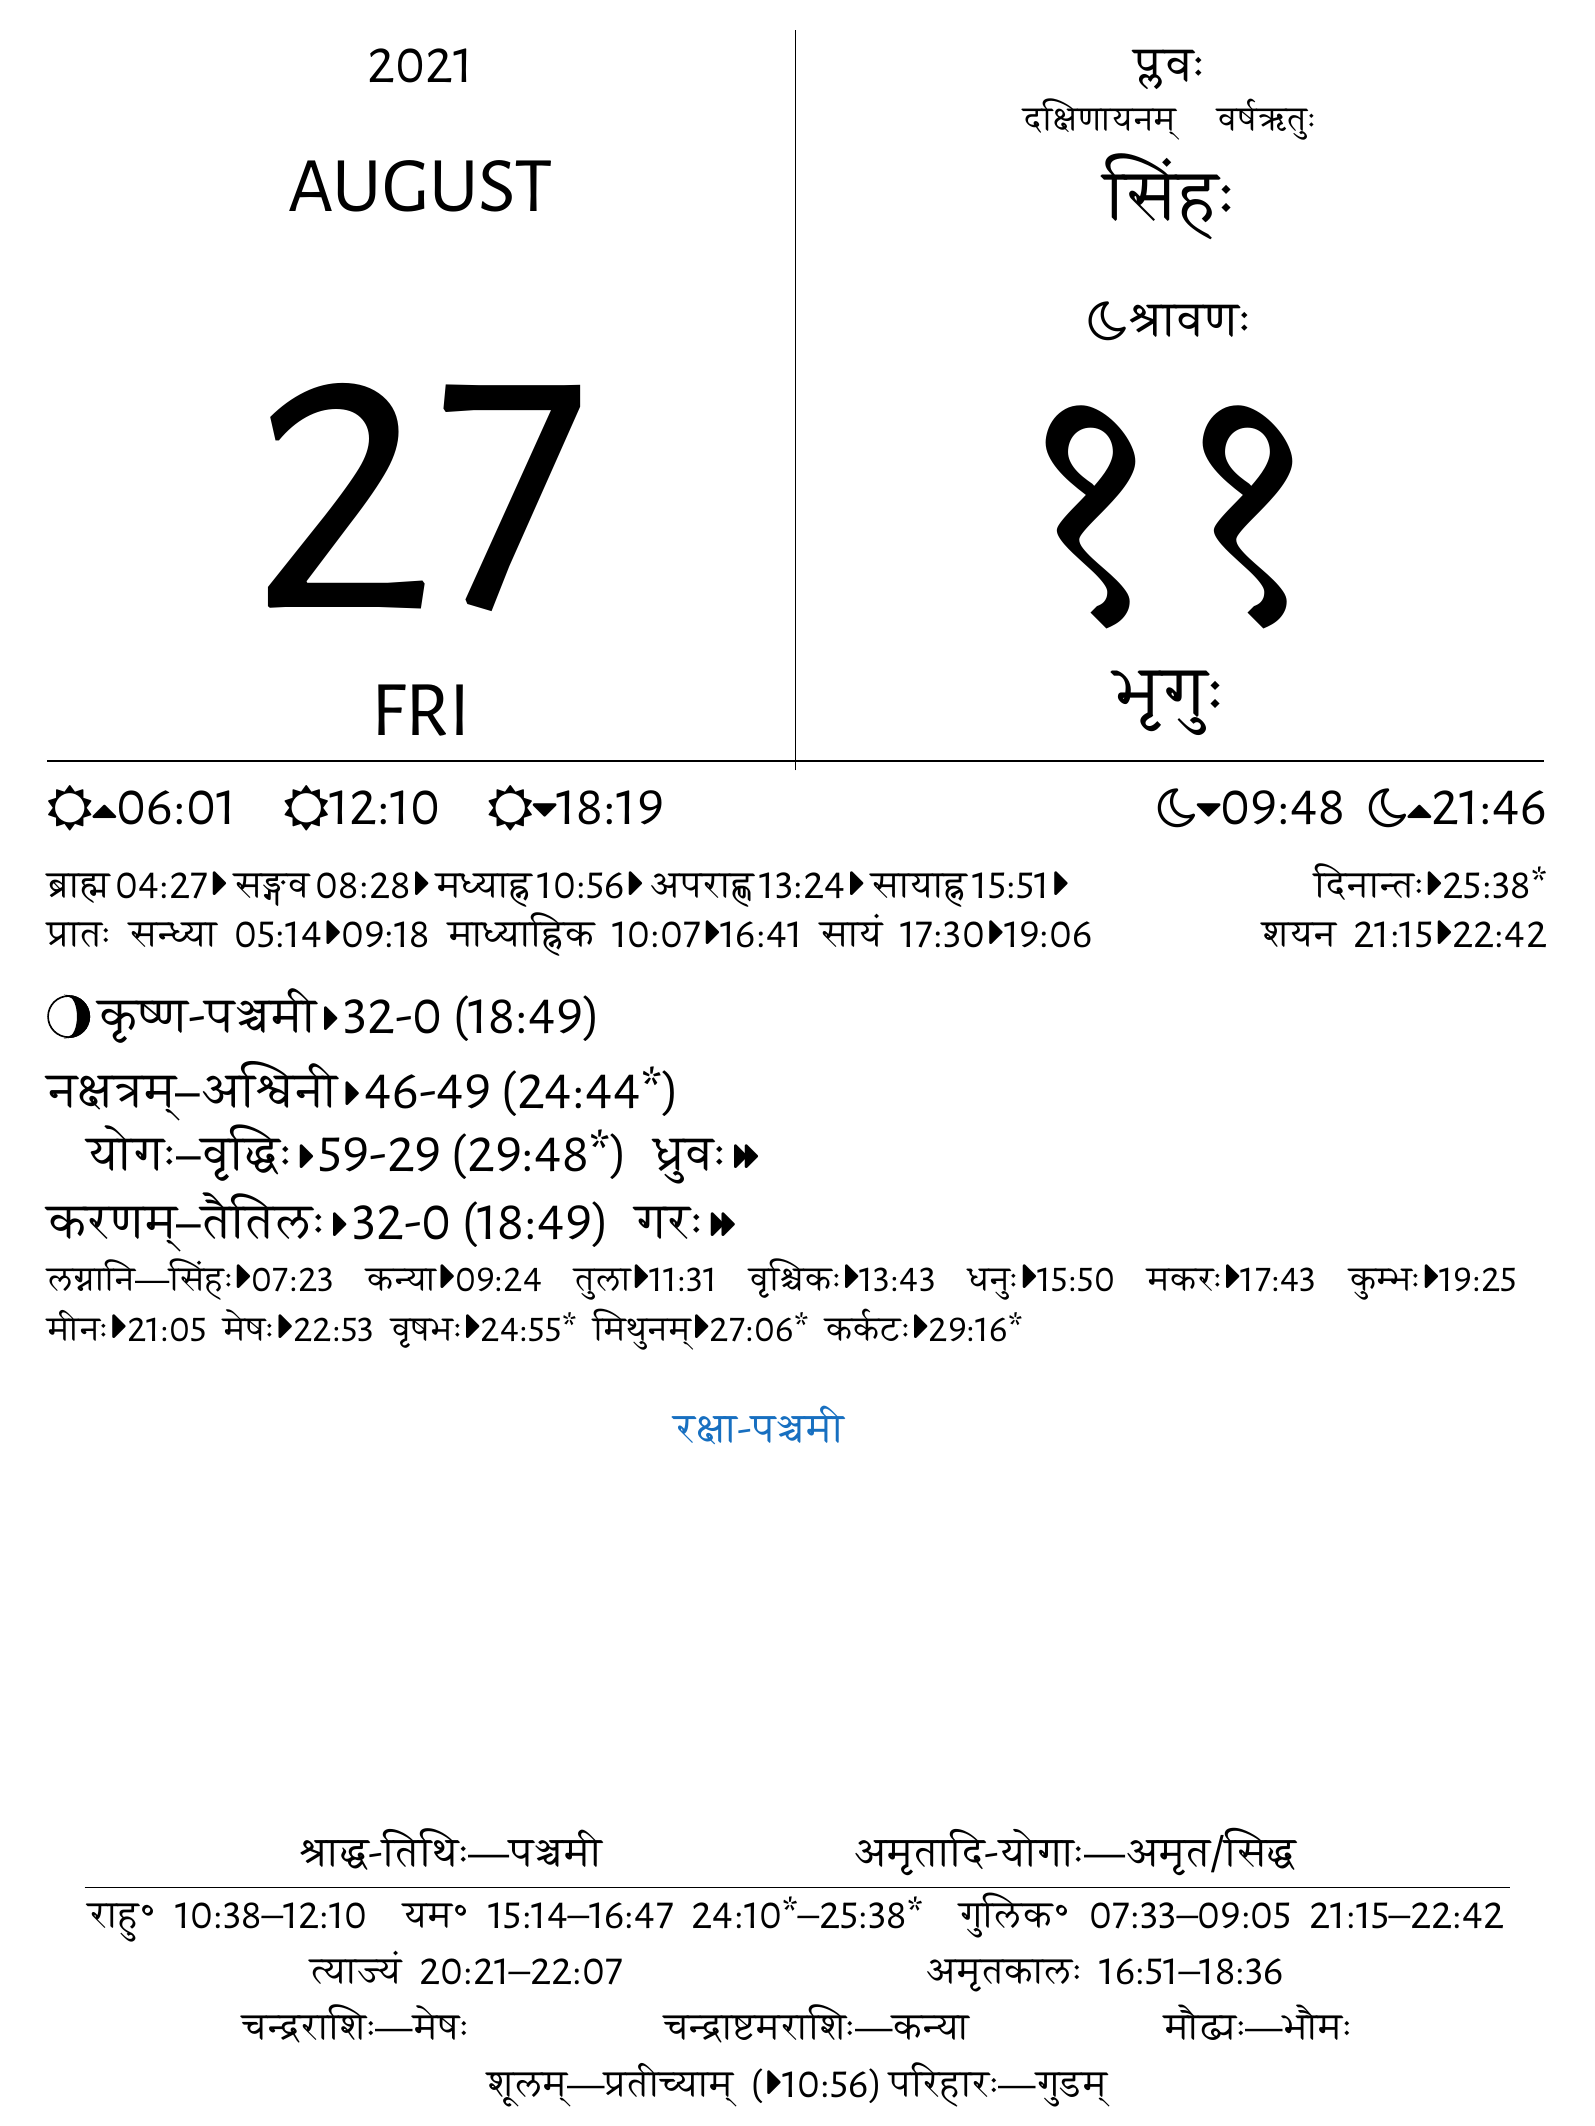 2021
AUGUST
27
FRI
प्लवः
दक्षिणायनम् वर्षऋतुः
सिंहः
श्रावणः
११
भृगुः
06:01 12:10 18:19 09:48 21:46
ब्राह्म 04:27 सङ्गव 08:28 मध्याह्न 10:56 अपराह्ण 13:24 सायाह्न 15:51 दिनान्तः 25:38*
प्रातः सन्ध्या 05:14 09:18 माध्याह्निक 10:07 16:41 सायं 17:30 19:06 शयन 21:15 22:42
कृष्ण-पञ्चमी 32-0 (18:49)
नक्षत्रम्–अश्विनी 46-49 (24:44*)
योगः–वृद्धिः 59-29 (29:48*) ध्रुवः
करणम्–तैतिलः 32-0 (18:49) गरः
लग्नानि—सिंहः 07:23 कन्या 09:24 तुला 11:31 वृश्चिकः 13:43 धनुः 15:50 मकरः 17:43 कुम्भः 19:25
मीनः 21:05 मेषः 22:53 वृषभः 24:55* मिथुनम् 27:06* कर्कटः 29:16*
रक्षा-पञ्चमी
श्राद्ध-तिथिः—पञ्चमी अमृतादि-योगाः—अमृत/सिद्ध
राहु॰ 10:38–12:10 यम॰ 15:14–16:47 24:10*–25:38* गुलिक॰ 07:33–09:05 21:15–22:42
त्याज्यं 20:21–22:07 अमृतकालः 16:51–18:36
चन्द्रराशिः—मेषः चन्द्राष्टमराशिः—कन्या मौढ्यः—भौमः
शूलम्—प्रतीच्याम् (10:56) परिहारः—गुडम्